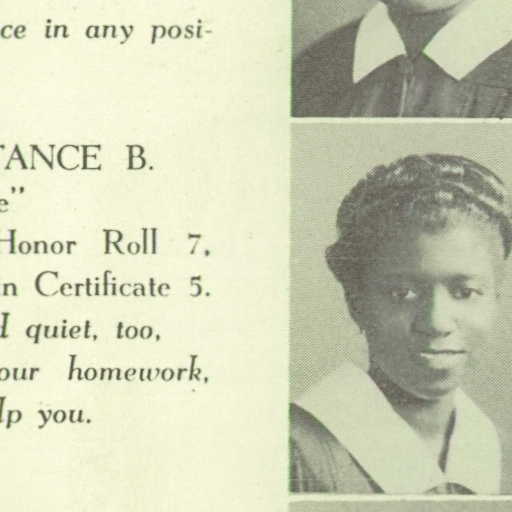 ce in any posi-
TANCE B.
e"
Honor Roll 7,
n Certificate 5.
d quiet, too,
our homework,
lp you.